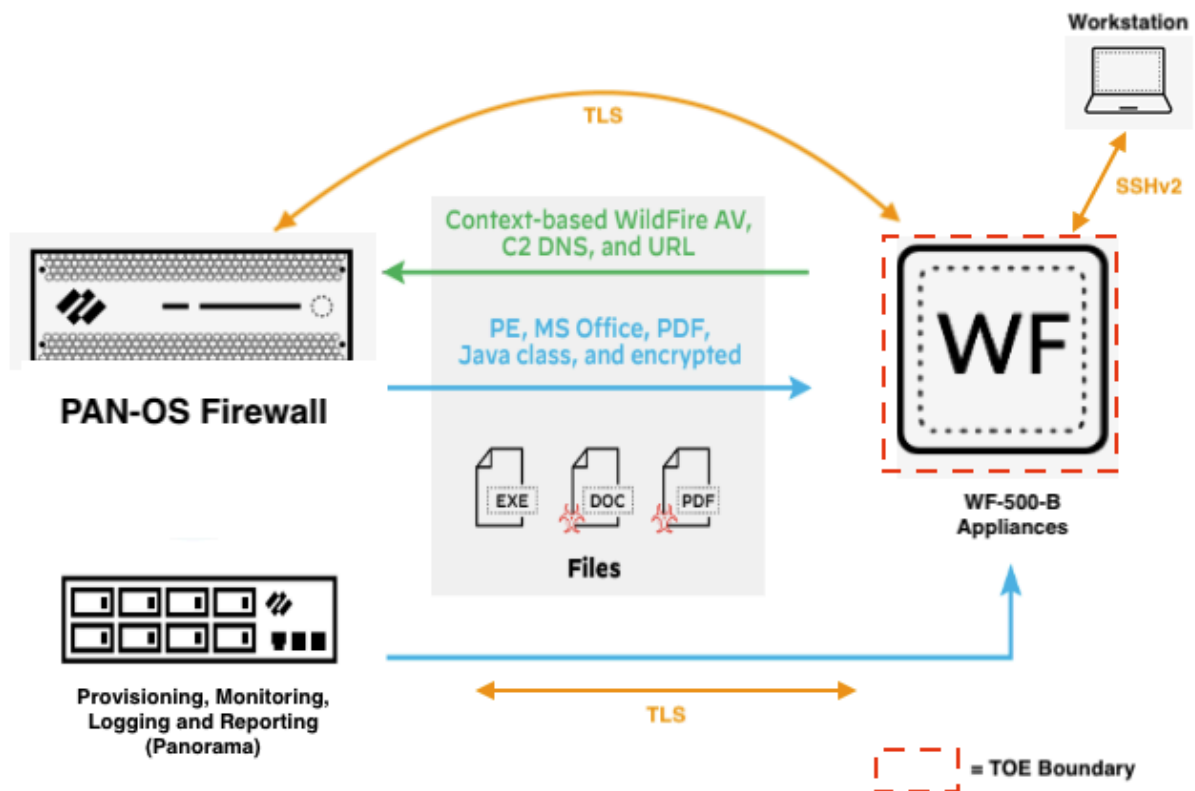 Workstation
TLS
SSHv2
Context-based WildFire AV,
C2 DNS, and URL
PE, MS Office, PDF,
Java class, and encrypted
WF
PAN-OS Firewall
EXE
DOC
PDF
Files
WF-500-B
Appliances
Provisioning, Monitoring,
Logging and Reporting
(Panorama)
TLS
= TOE Boundary